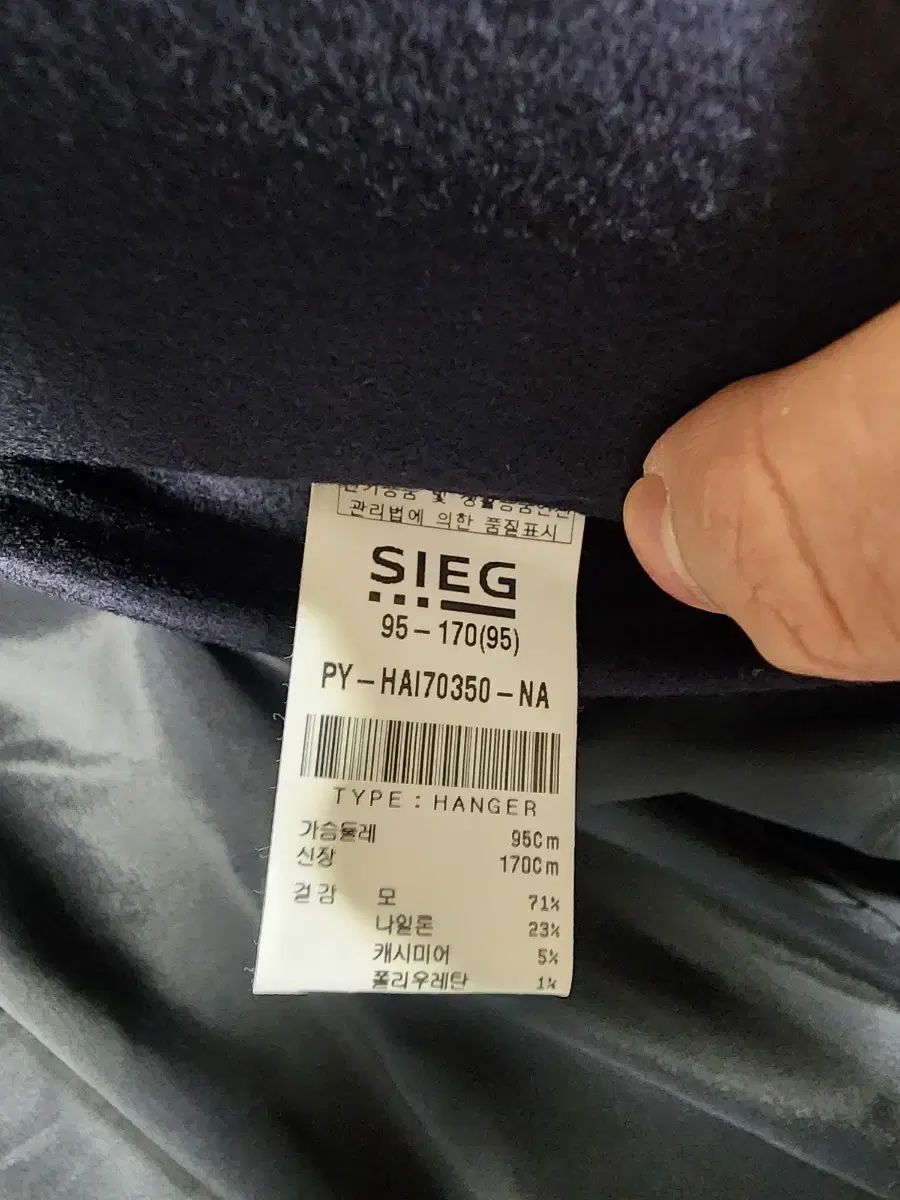 관리법에 의한 품질표시
SIEG
95-170(95)
PY-HAI70350-NA
TYPE : HANGER
가슴둘레 95Cm
신장 170Cm
겉감 모 71%
나일론 23%
캐시미어 5%
폴리우레탄 1%